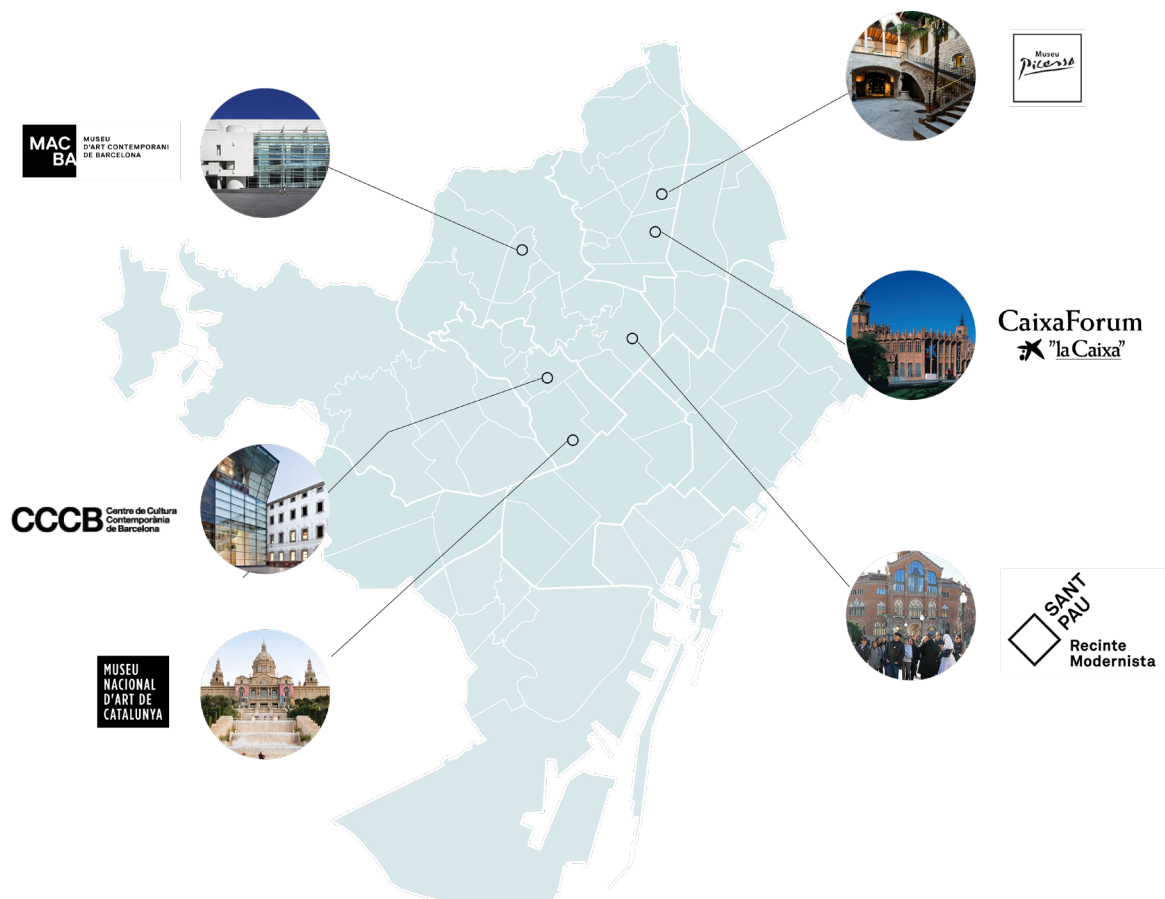 Museu
Picasso
MAC
BA
MUSEU
D'ART CONTEMPORANI
DE BARCELONA
CaixaForum
"la Caixa"
CCCB
Centre de Cultura
Contemporània
de Barcelona
SANT
PAU
Recinte
Modernista
MUSEU
NACIONAL
D'ART DE
CATALUNYA